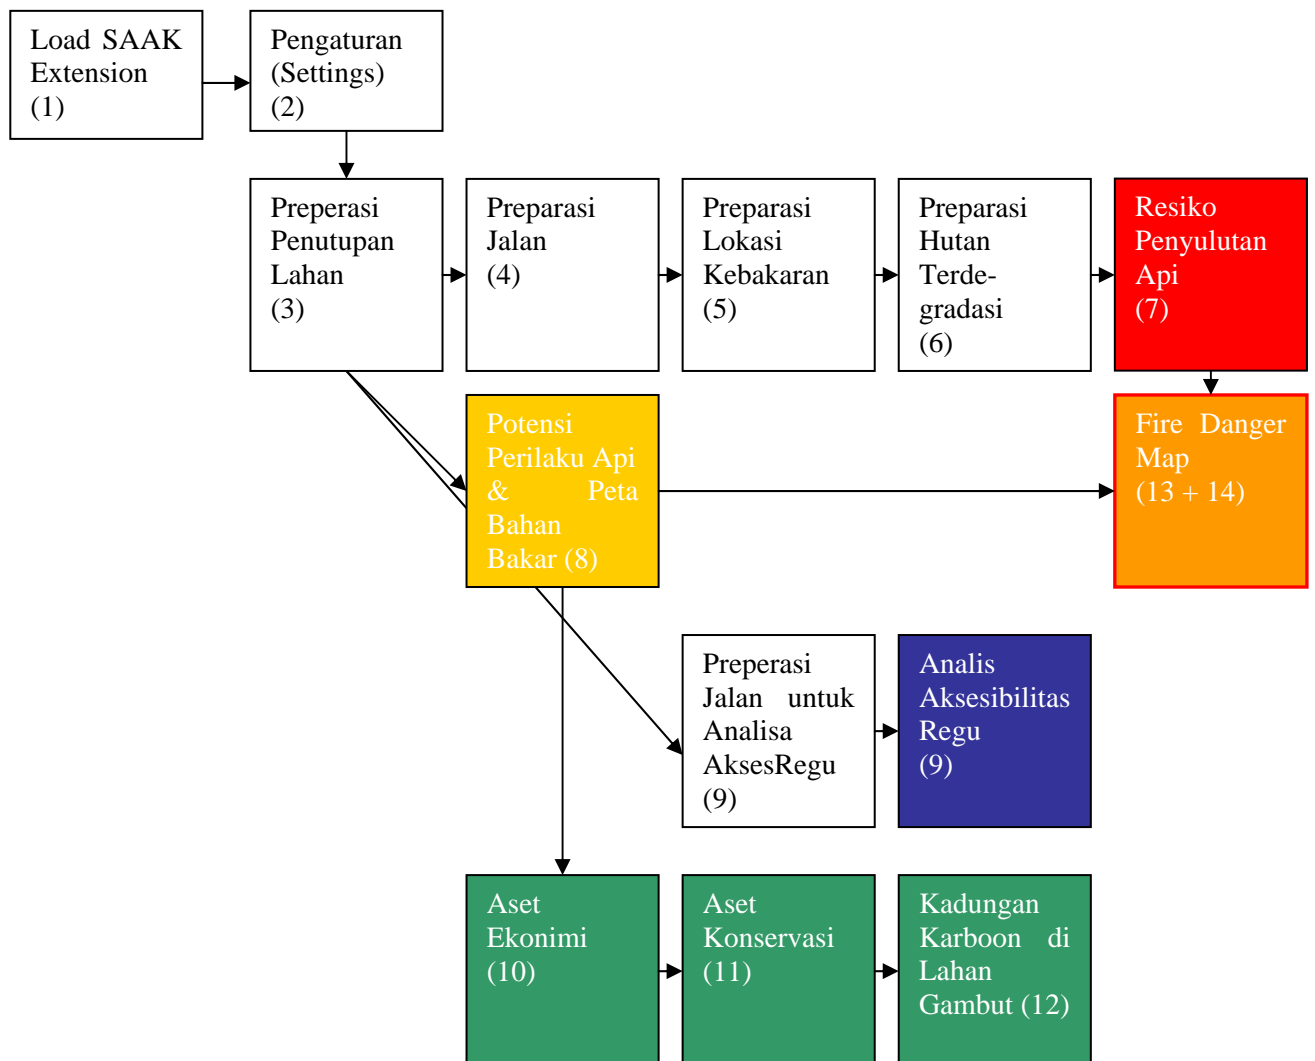 Load SAAK
Extension
(1)
Pengaturan
(Settings)
(2)
Preperasi
Penutupan
Lahan
(3)
Preparasi
Jalan
(4)
Preparasi
Lokasi
Kebakaran
(5)
Preparasi
Hutan
Terde-
gradasi
(6)
Resiko
Penyulutan
Api
(7)
Potensi
Perilaku Api
& Peta
Bahan
Bakar (8)
Fire Danger
Map
(13 + 14)
Preperasi
Jalan untuk
Analisa
AksesRegu
(9)
Analis
Aksesibilitas
Regu
(9)
Aset
Ekonimi
(10)
Aset
Konservasi
(11)
Kadungan
Karboon di
Lahan
Gambut (12)